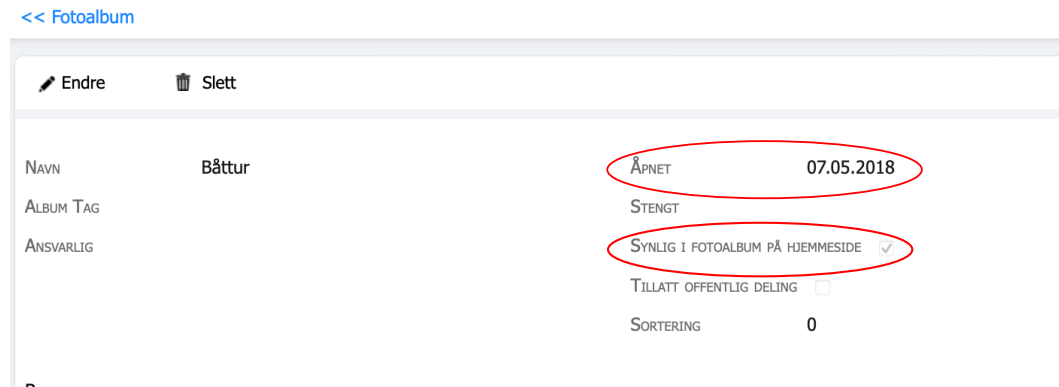 << Fotoalbum
Endre Slett
Navn Båttur Åpnet 07.05.2018
Album Tag Stengt
Ansvarlig Synlig i fotoalbum på hjemmeside
Tillatt offentlig deling
Sortering 0